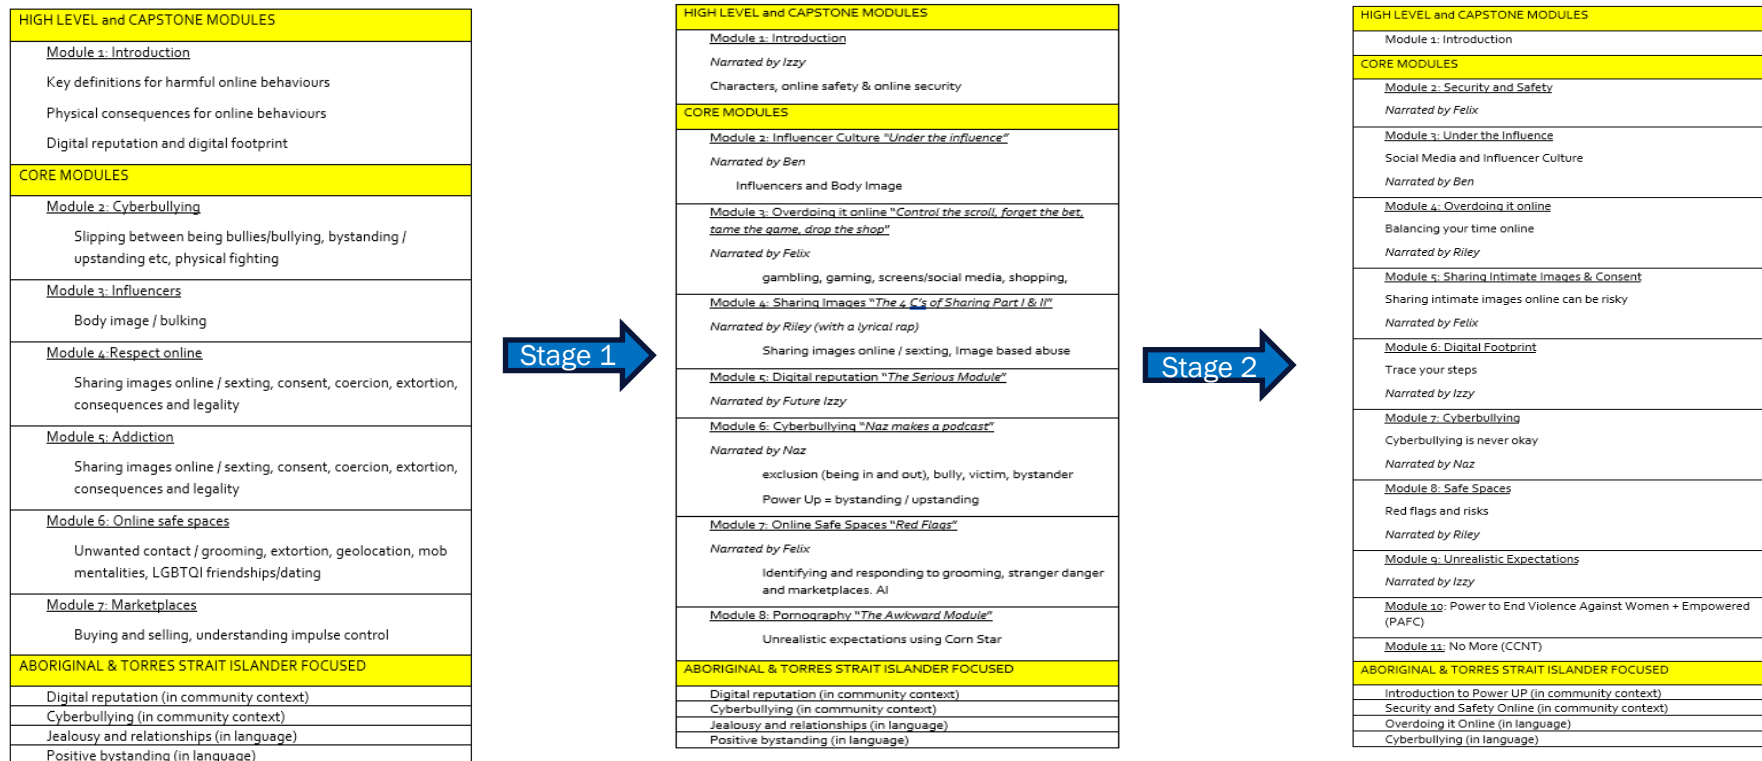 HIGH LEVEL and CAPSTONE MODULES
Module 1: Introduction
Key definitions for harmful online behaviours
Physical consequences for online behaviours
Digital reputation and digital footprint
CORE MODULES
Module 2: Cyberbullying
Slipping between being bullies/bullying, bystanding /
upstanding etc, physical fighting
Module 3: Influencers
Body image / bulking
Module 4:Respect online
Sharing images online / sexting, consent, coercion, extortion,
consequences and legality
Module 5: Addiction
Sharing images online / sexting, consent, coercion, extortion,
consequences and legality
Module 6: Online safe spaces
Unwanted contact / grooming, extortion, geolocation, mob
mentalities, LGBTQI friendships/dating
Module 7: Marketplaces
Buying and selling, understanding impulse control
ABORIGINAL & TORRES STRAIT ISLANDER FOCUSED
Digital reputation (in community context)
Cyberbullying (in community context)
Jealousy and relationships (in language)
Positive bystanding (in language)
Stage 1
HIGH LEVEL and CAPSTONE MODULES
Module 1: Introduction
Narrated by Izzy
Characters, online safety & online security
CORE MODULES
Module 2: Influencer Culture "Under the influence"
Narrated by Ben
Influencers and Body Image
Module 3: Overdoing it online "Control the scroll, forget the bet,
tame the game, drop the shop"
Narrated by Felix
gambling, gaming, screens/social media, shopping,
Module 4: Sharing Images "The 4 C's of Sharing Part I & II"
Narrated by Riley (with a lyrical rap)
Sharing images online / sexting, Image based abuse
Module 5: Digital reputation "The Serious Module"
Narrated by Future Izzy
Module 6: Cyberbullying "Naz makes a podcast"
Narrated by Naz
exclusion (being in and out), bully, victim, bystander
Power Up = bystanding / upstanding
Module 7: Online Safe Spaces "Red Flags"
Narrated by Felix
Identifying and responding to grooming, stranger danger
and marketplaces. AI
Module 8: Pornography "The Awkward Module"
Unrealistic expectations using Corn Star
ABORIGINAL & TORRES STRAIT ISLANDER FOCUSED
Digital reputation (in community context)
Cyberbullying (in community context)
Jealousy and relationships (in language)
Positive bystanding (in language)
Stage 2
HIGH LEVEL and CAPSTONE MODULES
Module 1: Introduction
CORE MODULES
Module 2: Security and Safety
Narrated by Felix
Module 3: Under the Influence
Social Media and Influencer Culture
Narrated by Ben
Module 4: Overdoing it online
Balancing your time online
Narrated by Riley
Module 5: Sharing Intimate Images & Consent
Sharing intimate images online can be risky
Narrated by Felix
Module 6: Digital Footprint
Trace your steps
Narrated by Izzy
Module 7: Cyberbullying
Cyberbullying is never okay
Narrated by Naz
Module 8: Safe Spaces
Red flags and risks
Narrated by Riley
Module 9: Unrealistic Expectations
Narrated by Izzy
Module 10: Power to End Violence Against Women + Empowered
(PAFC)
Module 11: No More (CCNT)
ABORIGINAL & TORRES STRAIT ISLANDER FOCUSED
Introduction to Power UP (in community context)
Security and Safety Online (in community context)
Overdoing it Online (in language)
Cyberbullying (in language)